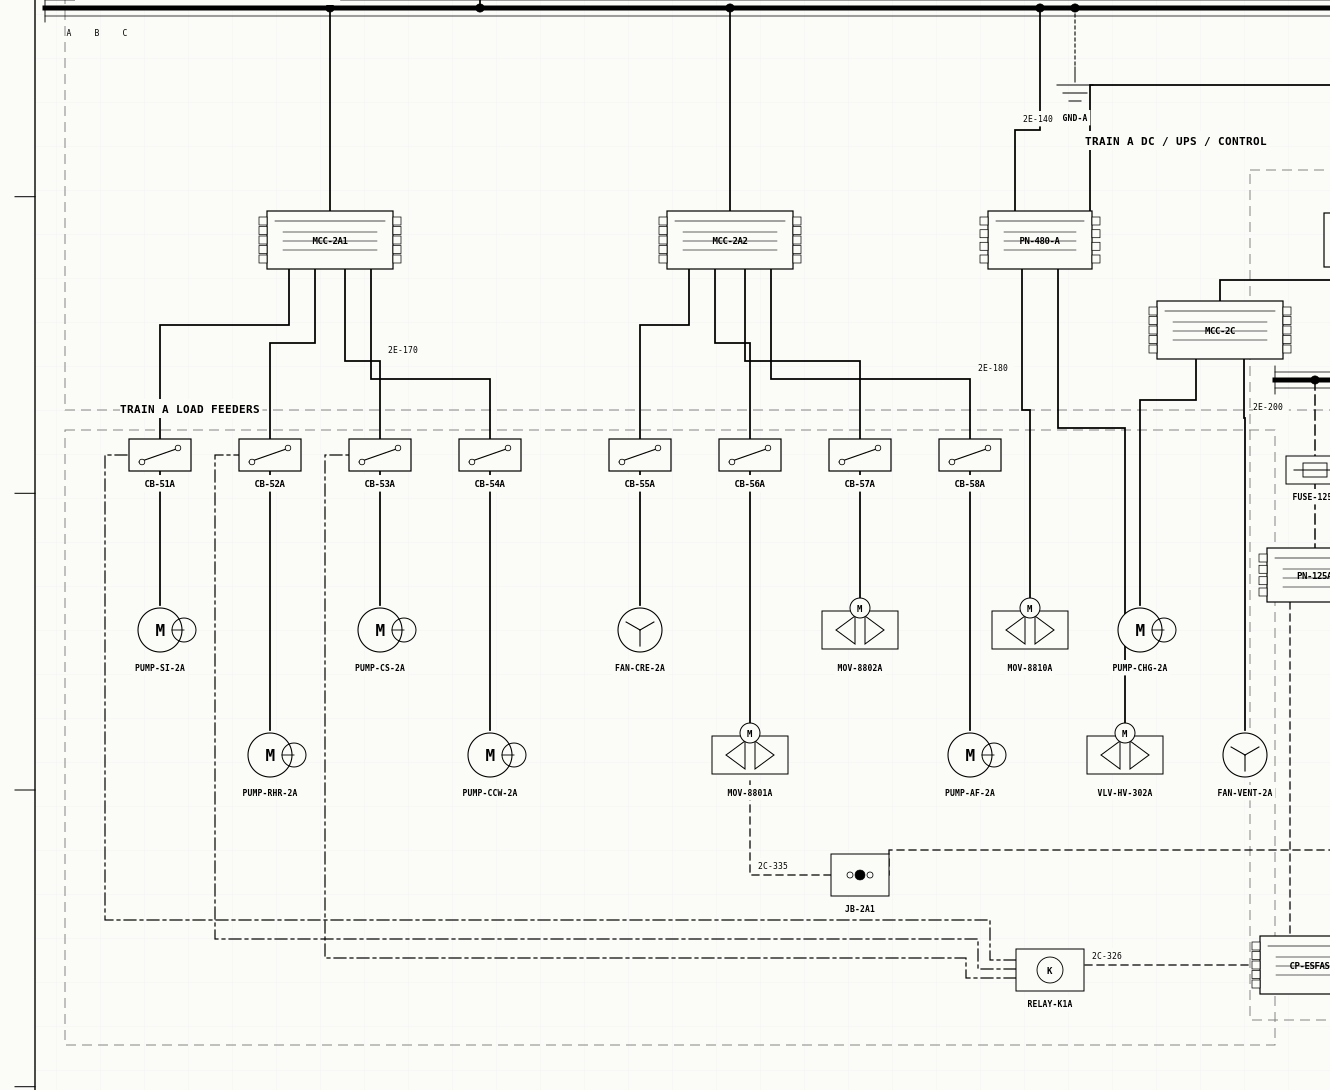 A B C
2E-140 GND-A
TRAIN A DC / UPS / CONTROL
MCC-2A1 MCC-2A2 PN-480-A
MCC-2C
2E-170
2E-180
TRAIN A LOAD FEEDERS
2E-200
CB-51A CB-52A CB-53A CB-54A CB-55A CB-56A CB-57A CB-58A
FUSE-125
PN-125A
M M M M M
PUMP-SI-2A PUMP-CS-2A FAN-CRE-2A MOV-8802A MOV-8810A PUMP-CHG-2A
M M M M M
PUMP-RHR-2A PUMP-CCW-2A MOV-8801A PUMP-AF-2A VLV-HV-302A FAN-VENT-2A
2C-335
JB-2A1
2C-326
K
CP-ESFAS
RELAY-K1A